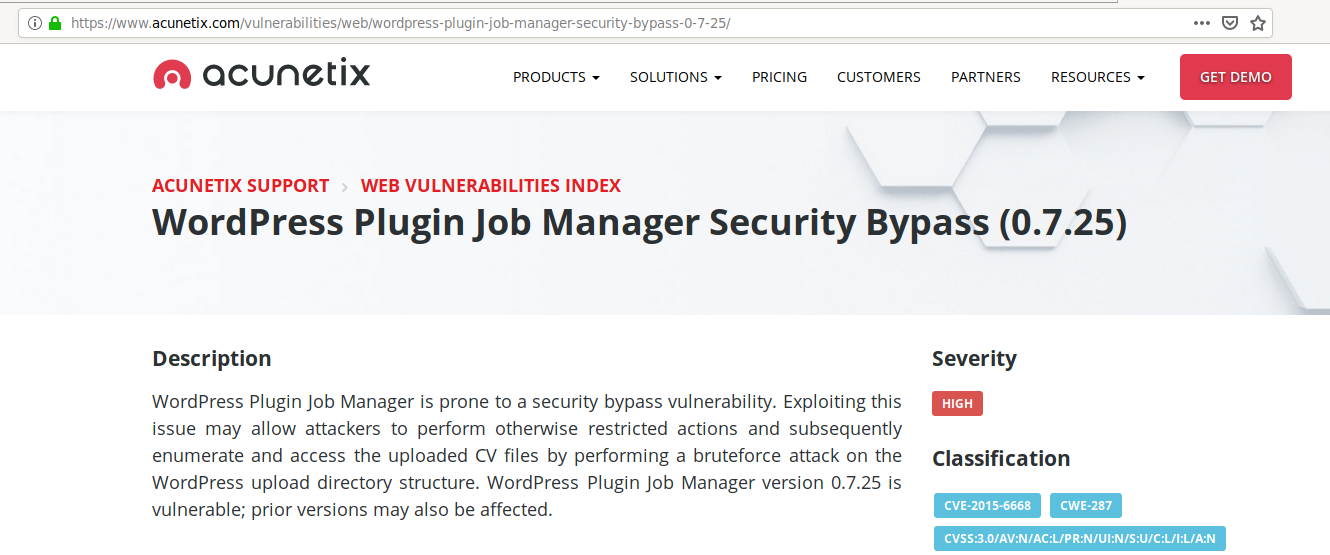 https://www.acunetix.com/vulnerabilities/web/wordpress-plugin-job-manager-security-bypass-0-7-25/
acunetix
PRODUCTS
SOLUTIONS
PRICING
CUSTOMERS
PARTNERS
RESOURCES
GET DEMO
ACUNETIX SUPPORT › WEB VULNERABILITIES INDEX
WordPress Plugin Job Manager Security Bypass (0.7.25)
Description
WordPress Plugin Job Manager is prone to a security bypass vulnerability. Exploiting this
issue may allow attackers to perform otherwise restricted actions and subsequently
enumerate and access the uploaded CV files by performing a bruteforce attack on the
WordPress upload directory structure. WordPress Plugin Job Manager version 0.7.25 is
vulnerable; prior versions may also be affected.
Severity
HIGH
Classification
CVE-2015-6668 CWE-287
CVSS:3.0/AV:N/AC:L/PR:N/UI:N/S:U/C:L/I:L/A:N